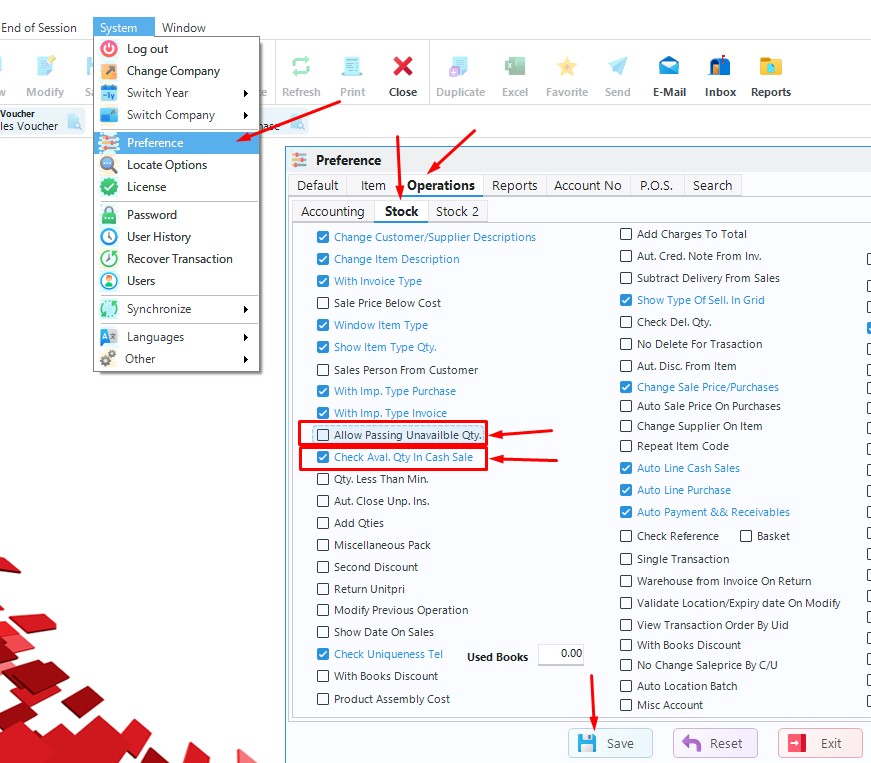 End of Session System Window
Log out
Change Company
Switch Year
Switch Company
Preference
Locate Options
License
Password
User History
Recover Transaction
Users
Synchronize
Languages
Other
Modify
Refresh
Print
Close
Duplicate
Excel
Favorite
Send
E-Mail
Inbox
Reports
Voucher
les Voucher
Preference
Default Item Operations Reports Account No P.O.S. Search
Accounting Stock Stock 2
Change Customer/Supplier Descriptions
Change Item Description
With Invoice Type
Sale Price Below Cost
Window Item Type
Show Item Type Qty.
Sales Person From Customer
With Imp. Type Purchase
With Imp. Type Invoice
Allow Passing Unavailble Qty.
Check Aval. Qty In Cash Sale
Qty. Less Than Min.
Aut. Close Unp. Ins.
Add Qties
Miscellaneous Pack
Second Discount
Return Unitpri
Modify Previous Operation
Show Date On Sales
Check Uniqueness Tel
With Books Discount
Product Assembly Cost
Used Books 0.00
Add Charges To Total
Aut. Cred. Note From Inv.
Subtract Delivery From Sales
Show Type Of Sell. In Grid
Check Del. Qty.
No Delete For Trasaction
Aut. Disc. From Item
Change Sale Price/Purchases
Auto Sale Price On Purchases
Change Supplier On Item
Repeat Item Code
Auto Line Cash Sales
Auto Line Purchase
Auto Payment && Receivables
Check Reference Basket
Single Transaction
Warehouse from Invoice On Return
Validate Location/Expiry date On Modify
View Transaction Order By Uid
With Books Discount
No Change Saleprice By C/U
Auto Location Batch
Misc Account
Save Reset Exit